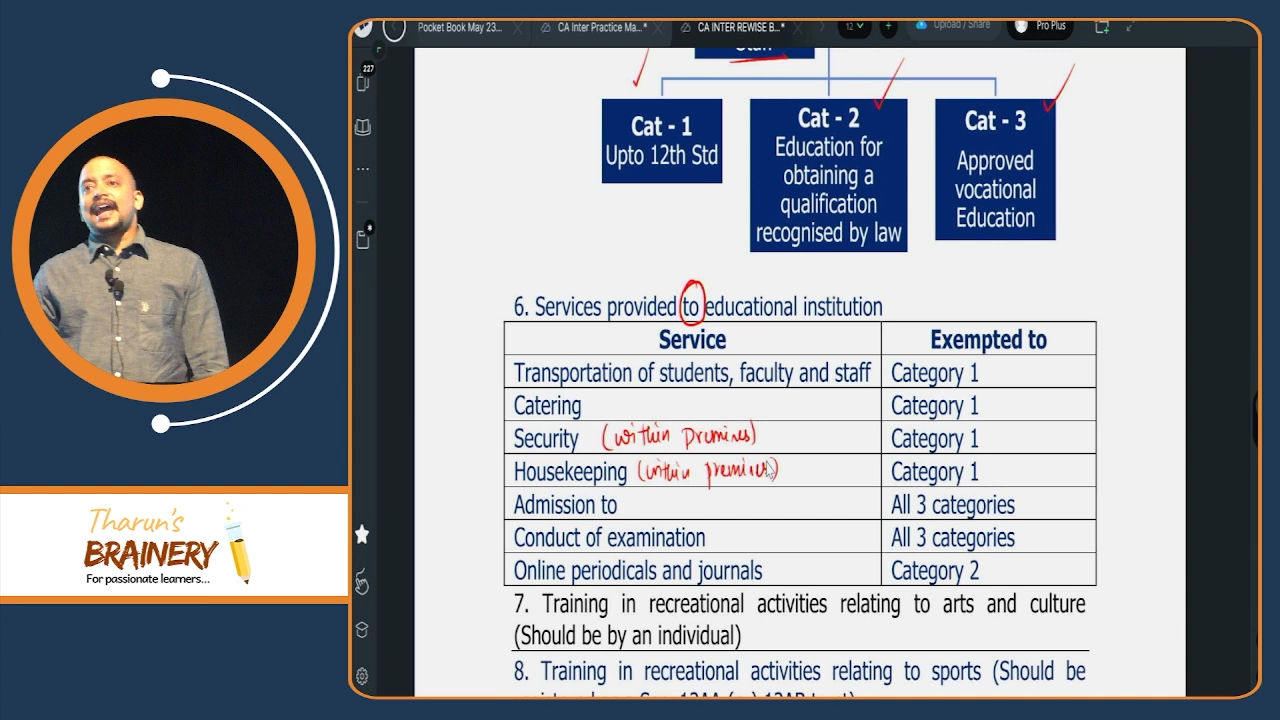 Pocket Book May 23...
CA Inter Practice Ma...*
CA INTER REWISE B...*
12
Upload / Share
Pro Plus
227
Staff
Cat - 1
Upto 12th Std
Cat - 2
Education for
obtaining a
qualification
recognised by law
Cat - 3
Approved
vocational
Education
6. Services provided to educational institution
Service Exempted to
Transportation of students, faculty and staff Category 1
Catering Category 1
Security (within premises) Category 1
Housekeeping (within premises) Category 1
Admission to All 3 categories
Conduct of examination All 3 categories
Online periodicals and journals Category 2
7. Training in recreational activities relating to arts and culture
(Should be by an individual)
8. Training in recreational activities relating to sports (Should be
Tharun's
BRAINERY
For passionate learners...